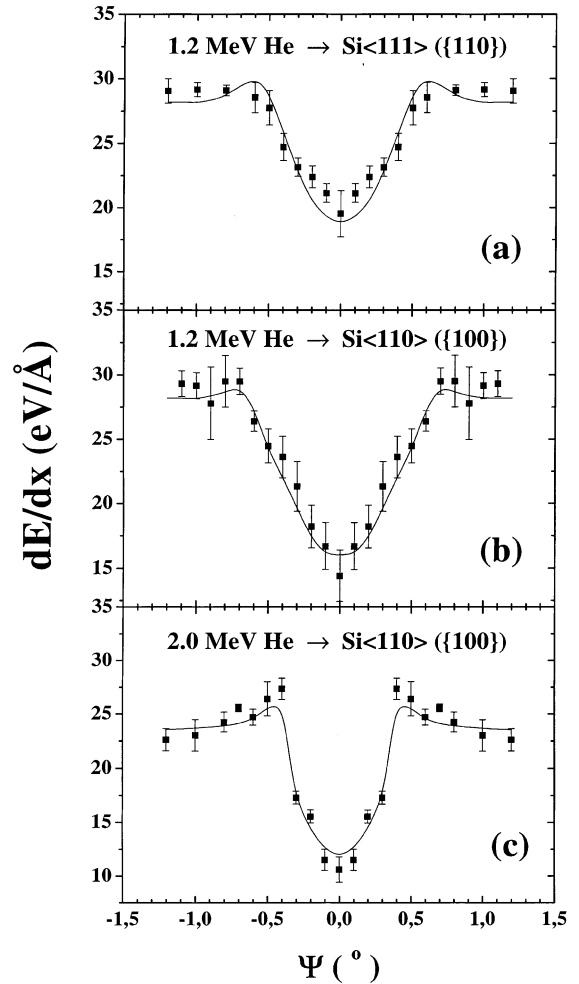 35
1.2 MeV He → Si<111> ({110})
30
25
20
(a)
15
35
1.2 MeV He → Si<110> ({100})
30
25
20
(b)
15
35
2.0 MeV He → Si<110> ({100})
30
25
20
15
(c)
10
dE/dx (eV/Å)
-1,5 -1,0 -0,5 0,0 0,5 1,0 1,5
Ψ ( ° )